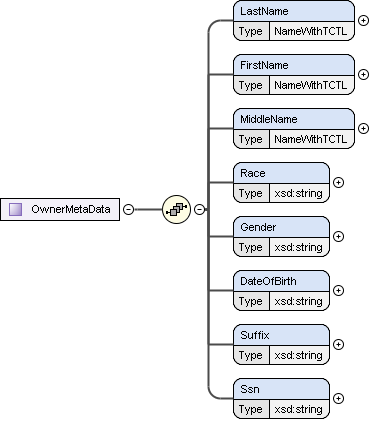 LastName
Type NameWithTCTL
FirstName
Type NameWithTCTL
MiddleName
Type NameWithTCTL
Race
Type xsd:string
OwnerMetaData
Gender
Type xsd:string
DateOfBirth
Type xsd:string
Suffix
Type xsd:string
Ssn
Type xsd:string